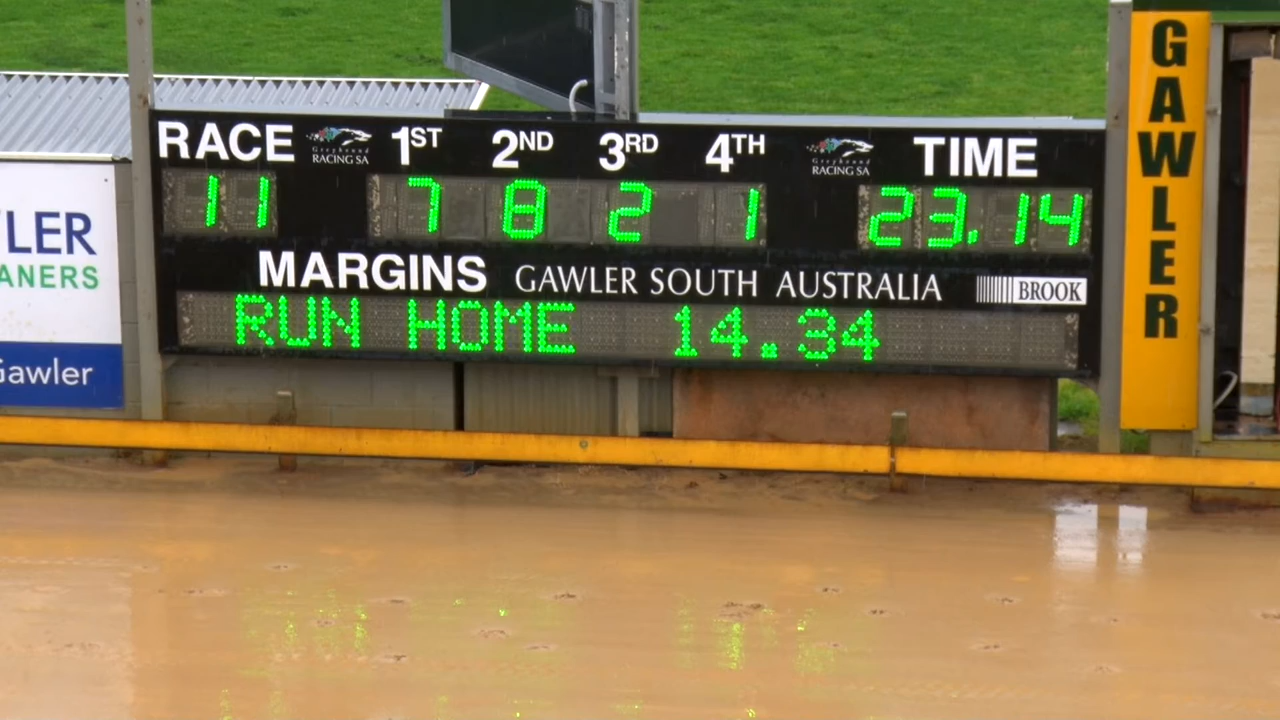 RACE Greyhound RACING SA 1ST 2ND 3RD 4TH Greyhound RACING SA TIME
11 7 8 2 1 23.14
MARGINS GAWLER SOUTH AUSTRALIA BROOK
RUN HOME 14.34
GAWLER
LER
ANERS
Gawler